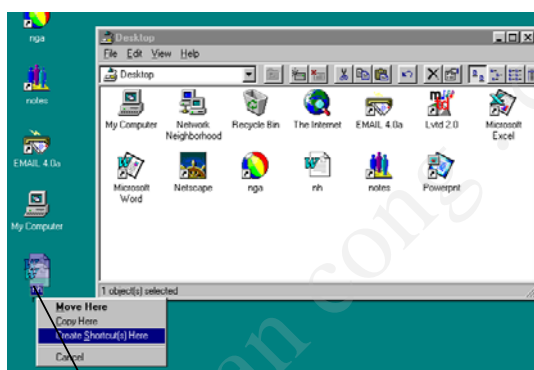 nga
notes
EMAIL 4.0a
My Computer
Desktop
File Edit View Help
Desktop
My Computer Network Neighborhood Recycle Bin The Internet EMAIL 4.0a Lvtd 2.0 Microsoft Excel
Microsoft Word Netscape nga nh notes Powerpnt
1 object(s) selected
Move Here
Copy Here
Create Shortcut(s) Here
Cancel
an cong